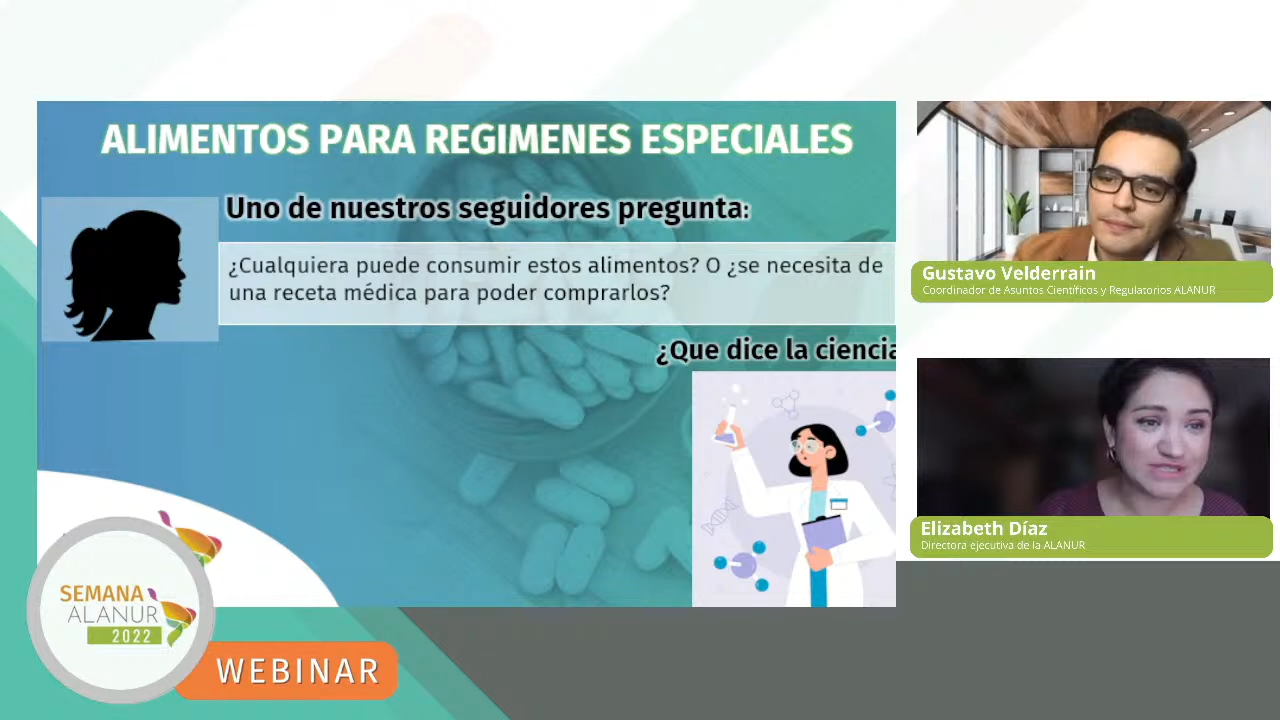 ALIMENTOS PARA REGIMENES ESPECIALES
Uno de nuestros seguidores pregunta:
¿Cualquiera puede consumir estos alimentos? O ¿se necesita de
una receta médica para poder comprarlos?
¿Que dice la ciencia
Gustavo Velderrain
Coordinador de Asuntos Científicos y Regulatorios ALANUR
Elizabeth Díaz
Directora ejecutiva de la ALANUR
SEMANA
ALANUR
2022
WEBINAR